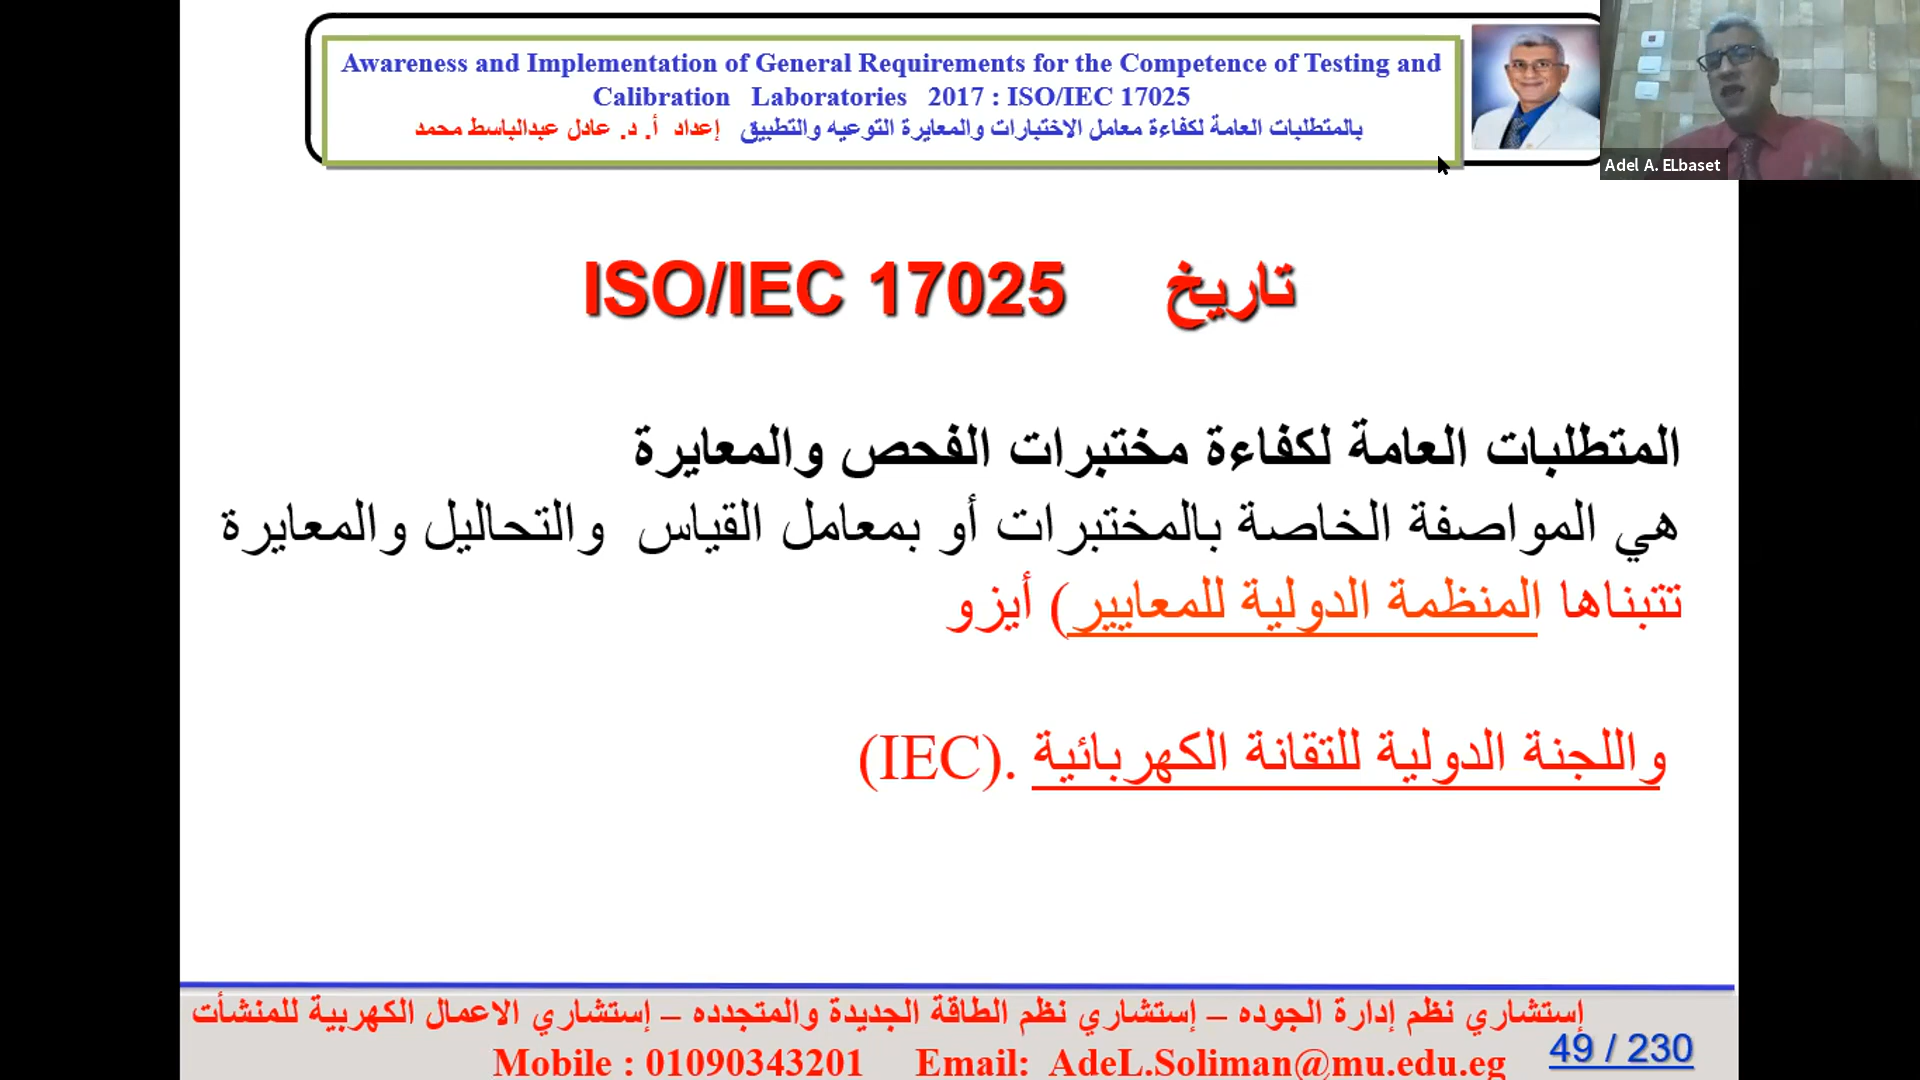 Awareness and Implementation of General Requirements for the Competence of Testing and
Calibration Laboratories 2017 : ISO/IEC 17025
بالمتطلبات العامة لكفاءة معامل الاختبارات والمعايرة التوعيه والتطبيق إعداد أ. د. عادل عبدالباسط محمد
Adel A. ELbaset
تاريخ ISO/IEC 17025
المتطلبات العامة لكفاءة مختبرات الفحص والمعايرة
هي المواصفة الخاصة بالمختبرات أو بمعامل القياس والتحاليل والمعايرة
تتبناها المنظمة الدولية للمعايير) أيزو
واللجنة الدولية للتقانة الكهربائية .(IEC)
إستشاري نظم إدارة الجوده – إستشاري نظم الطاقة الجديدة والمتجدده – إستشاري الاعمال الكهربية للمنشأت
Mobile : 01090343201 Email: AdeL.Soliman@mu.edu.eg
49 / 230